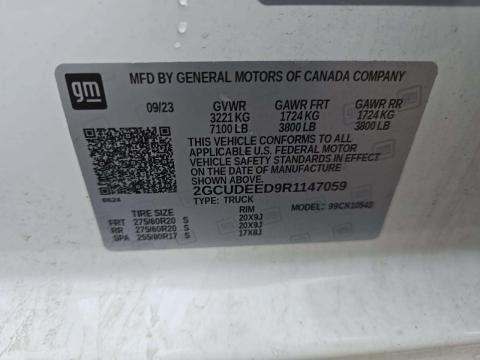 gm
MFD BY GENERAL MOTORS OF CANADA COMPANY
09/23 GVWR GAWR FRT GAWR RR
3221 KG 1724 KG 1724 KG
7100 LB 3800 LB 3800 LB
THIS VEHICLE CONFORMS TO ALL
APPLICABLE U.S. FEDERAL MOTOR
VEHICLE SAFETY STANDARDS IN EFFECT
ON THE DATE OF MANUFACTURE SHOWN
ABOVE.
2GCUDEED9R1147059
TYPE: TRUCK MODEL:
TIRE SIZE RIM
FRT 275/60R20 S 20X9J
RR 275/60R20 S 20X9J
SPA 255/80R17 S 17X8J